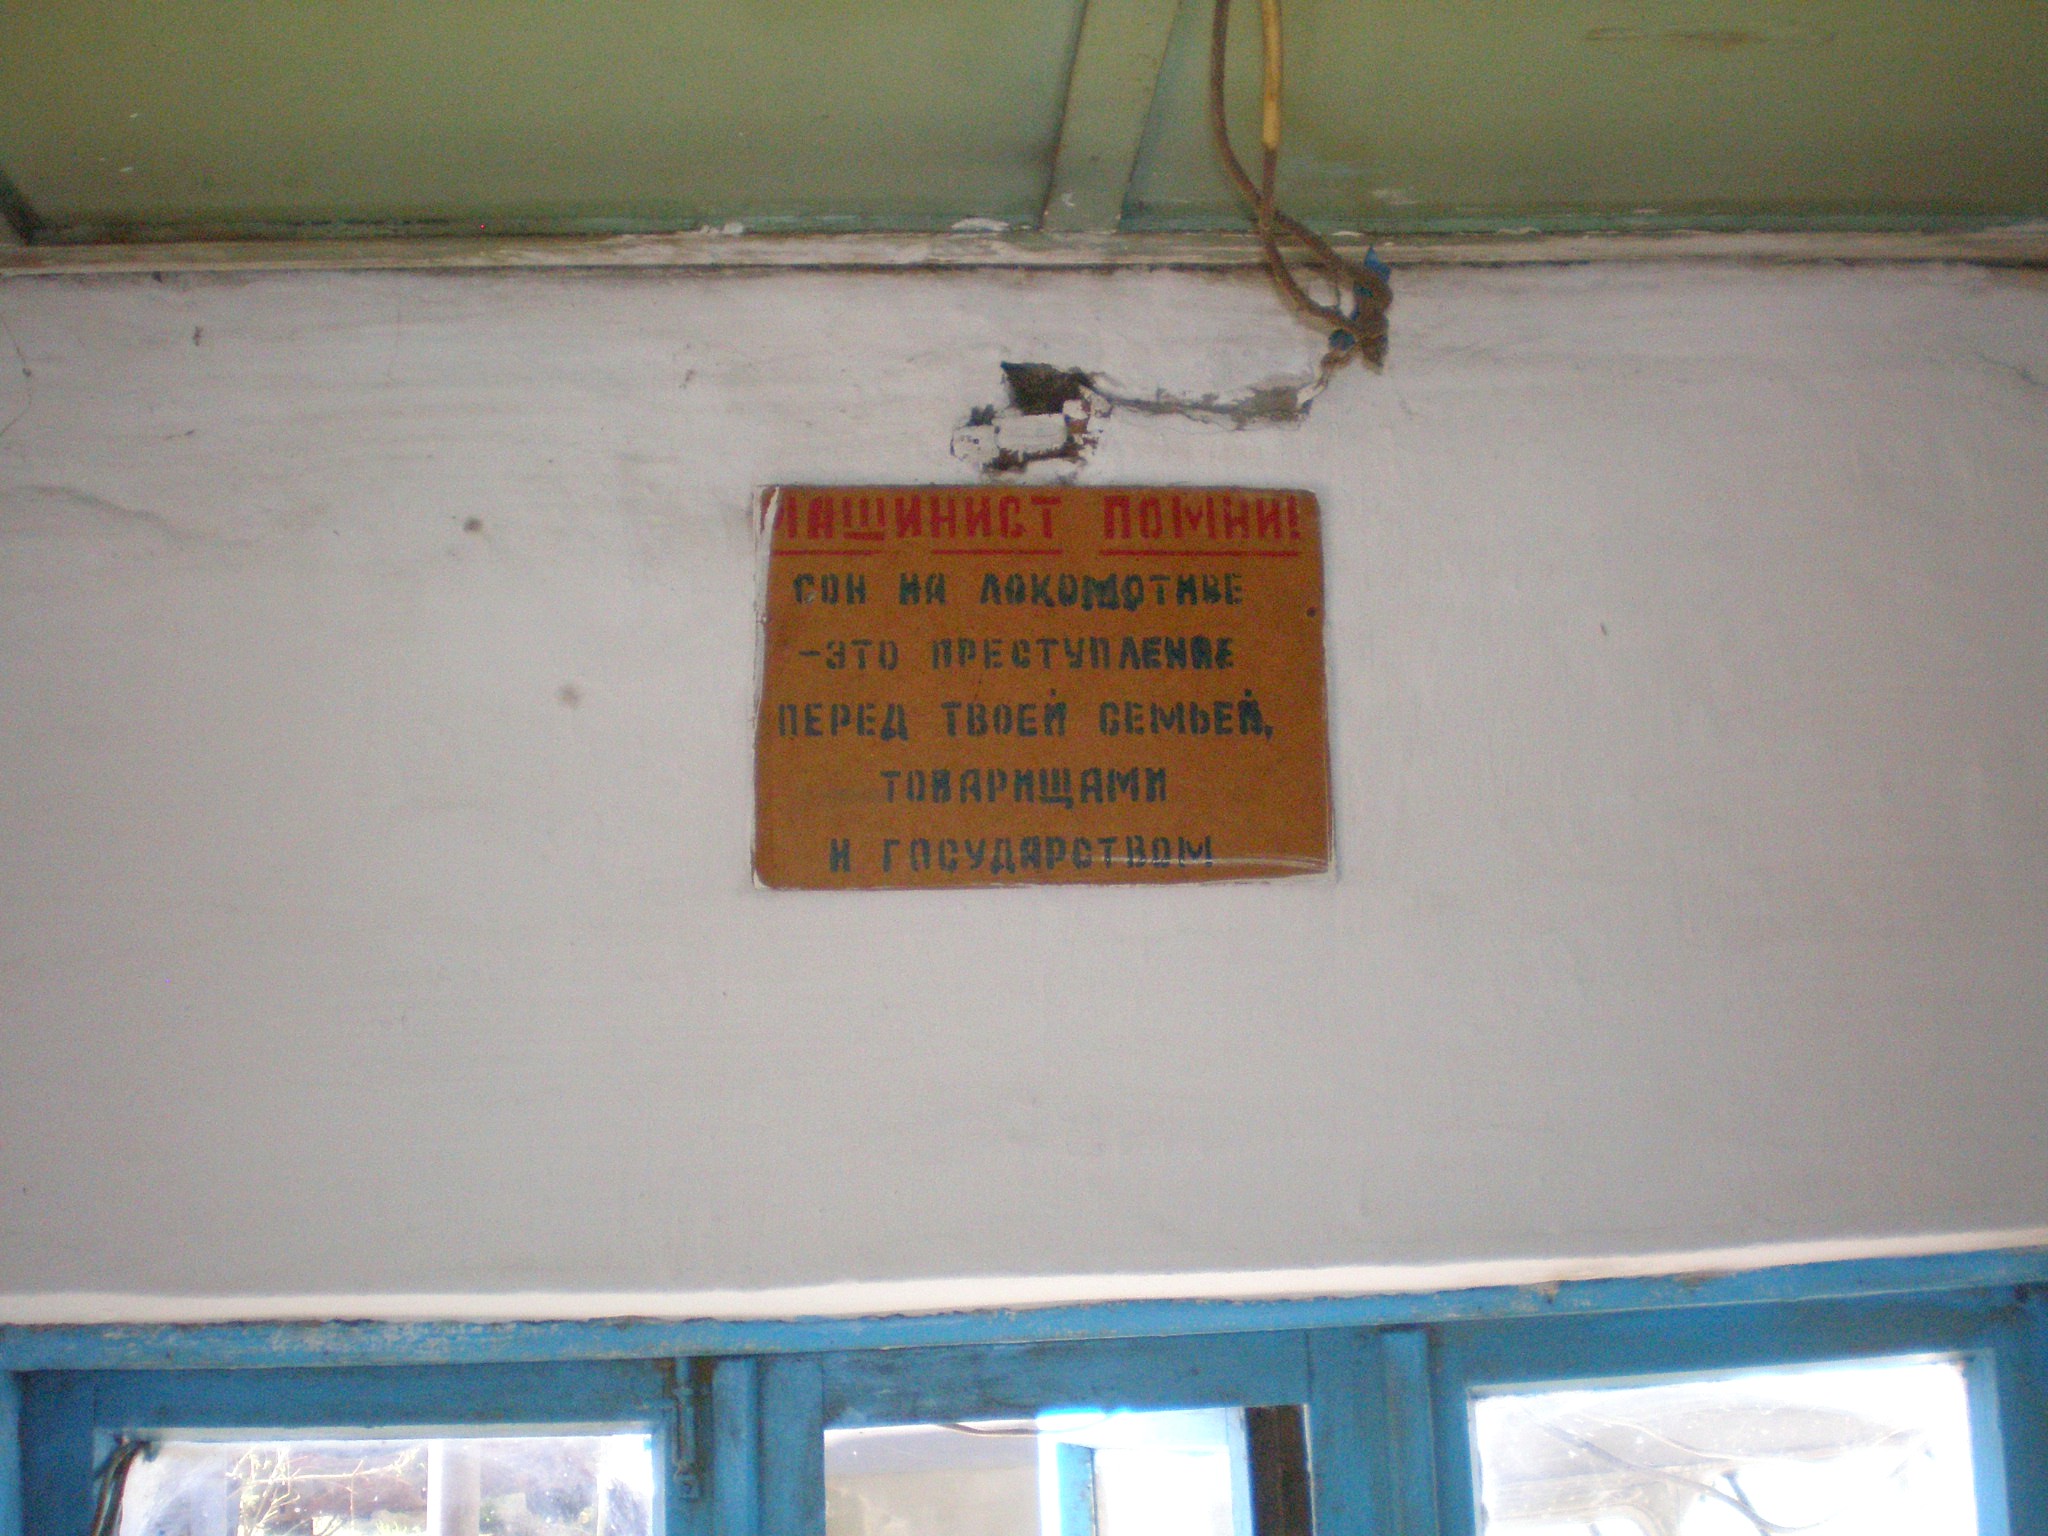 МАШИНИСТ ПОМНИ!
СОН НА ЛОКОМОТИВЕ
-ЭТО ПРЕСТУПЛЕНИЕ
ПЕРЕД ТВОЕЙ СЕМЬЕЙ,
ТОВАРИЩАМИ
И ГОСУДАРСТВОМ